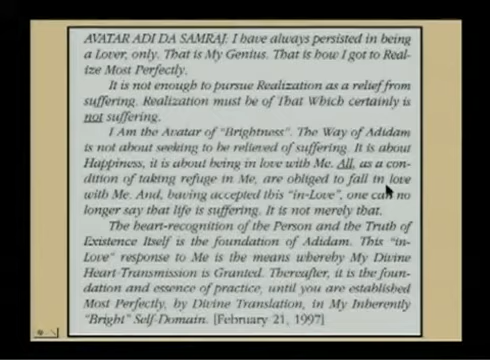 AVATAR ADI DA SAMRAJ: I have always persisted in being
a Lover, only. That is My Genius. That is how I got to Real-
ize Most Perfectly.
It is not enough to pursue Realization as a relief from
suffering. Realization must be of That Which certainly is
not suffering.
I Am the Avatar of "Brightness". The Way of Adidam
is not about seeking to be relieved of suffering. It is about
Happiness, it is about being in love with Me. All, as a con-
dition of taking refuge in Me, are obliged to fall in love
with Me. And, having accepted this "in-Love", one can no
longer say that life is suffering. It is not merely that.
The heart-recognition of the Person and the Truth of
Existence Itself is the foundation of Adidam. This "in-
Love" response to Me is the means whereby My Divine
Heart-Transmission is Granted. Thereafter, it is the foun-
dation and essence of practice, until you are established
Most Perfectly, by Divine Translation, in My Inherently
"Bright" Self-Domain. [February 21, 1997]